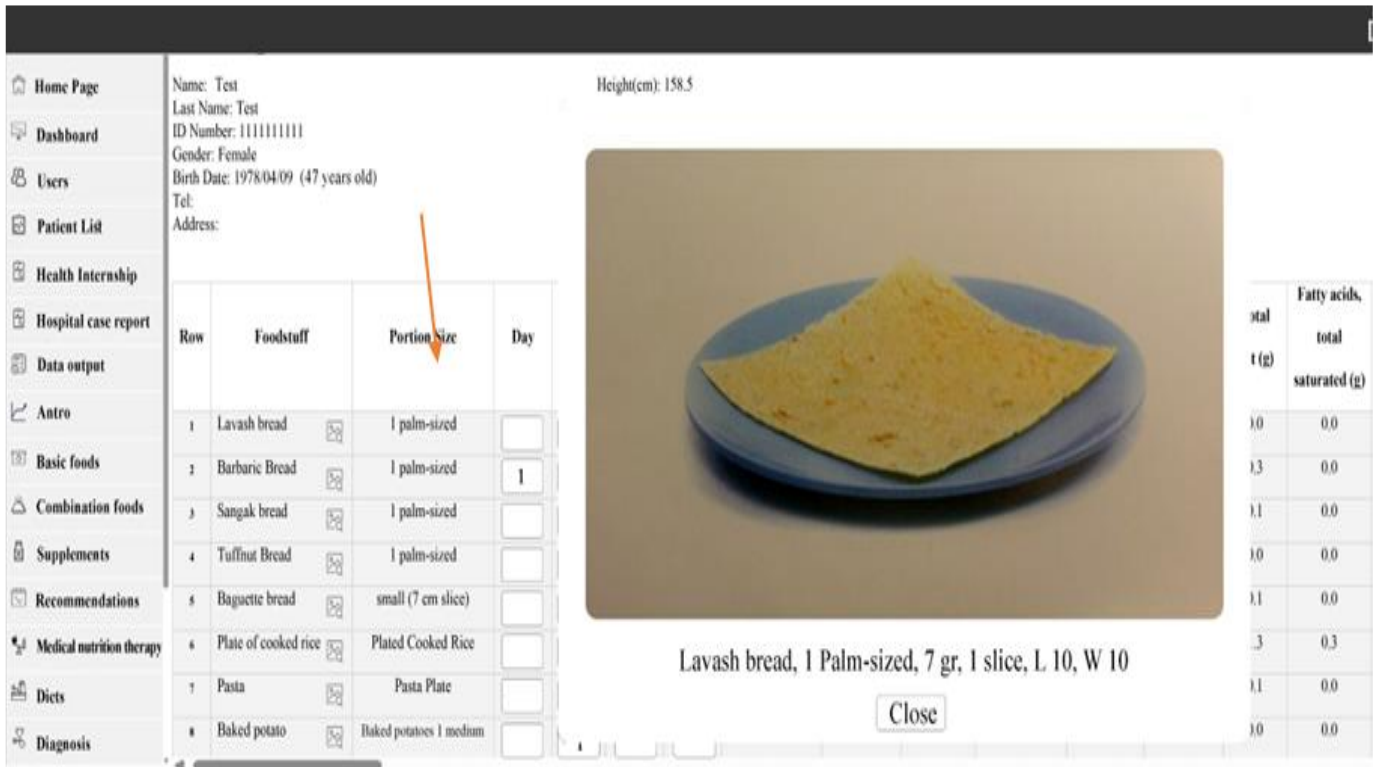 Home Page
Dashboard
Users
Patient List
Health Internship
Hospital case report
Data output
Antro
Basic foods
Combination foods
Supplements
Recommendations
Medical nutrition therapy
Diets
Diagnosis
Name: Test
Last Name: Test
ID Number: 1111111111
Gender: Female
Birth Date: 1978/04/09 (47 years old)
Tel:
Address:
Height(cm): 158.5
Row Foodstuff Portion Size Day Fatty acids,
total
saturated (g)
t (g)
1 Lavash bread 1 palm-sized 0.0
2 Barbaric Bread 1 palm-sized 1 0.0
3 Sangak bread 1 palm-sized 0.0
4 Tuffnut Bread 1 palm-sized 0.0
5 Baguette bread small (7 cm slice) 0.0
6 Plate of cooked rice Plated Cooked Rice 0.3
7 Pasta Pasta Plate 0.0
8 Baked potato Baked potatoes 1 medium 0.0
Lavash bread, 1 Palm-sized, 7 gr, 1 slice, L 10, W 10
Close